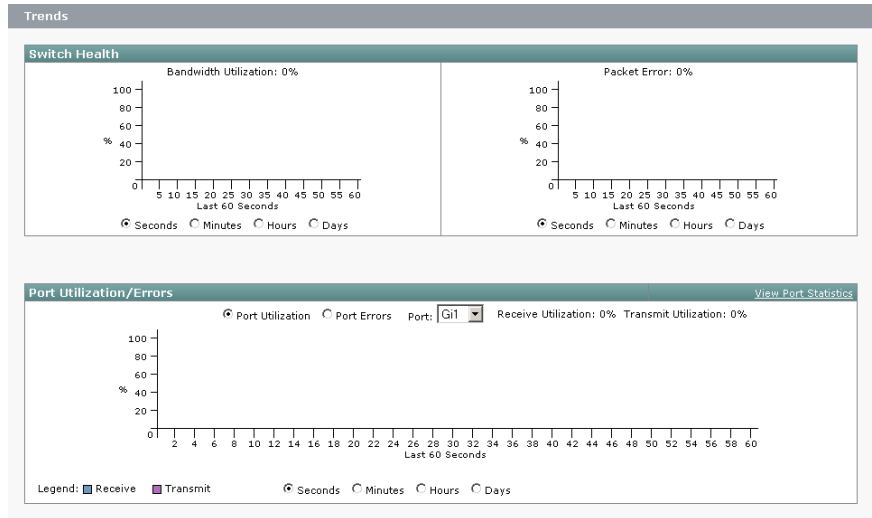 Trends
Switch Health
Bandwidth Utilization: 0%
100
80
60
% 40
20
0
5 10 15 20 25 30 35 40 45 50 55 60
Last 60 Seconds
Seconds Minutes Hours Days
Packet Error: 0%
100
80
60
% 40
20
0
5 10 15 20 25 30 35 40 45 50 55 60
Last 60 Seconds
Seconds Minutes Hours Days
Port Utilization/Errors View Port Statistics
Port Utilization Port Errors Port: Gi1 Receive Utilization: 0% Transmit Utilization: 0%
100
80
60
% 40
20
0
2 4 6 8 10 12 14 16 18 20 22 24 26 28 30 32 34 36 38 40 42 44 46 48 50 52 54 56 58 60
Last 60 Seconds
Legend: Receive Transmit Seconds Minutes Hours Days